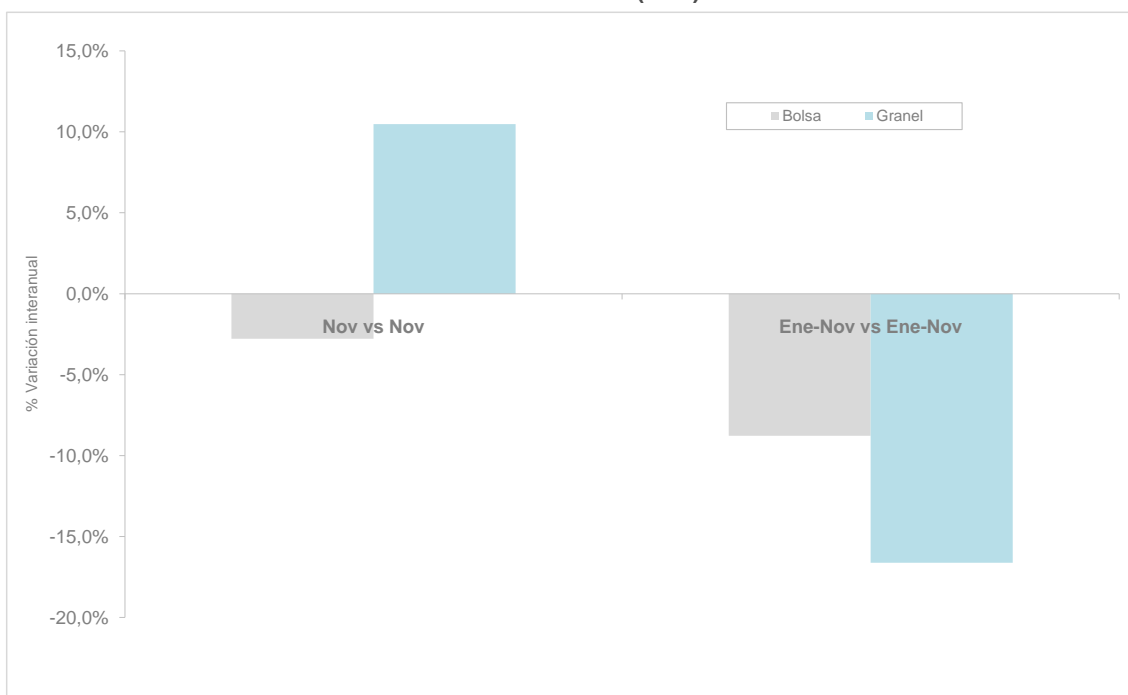 15,0%
Bolsa Granel
10,0%
5,0%
0,0%
-5,0%
-10,0%
-15,0%
-20,0%
% Variación interanual
Nov vs Nov Ene-Nov vs Ene-Nov